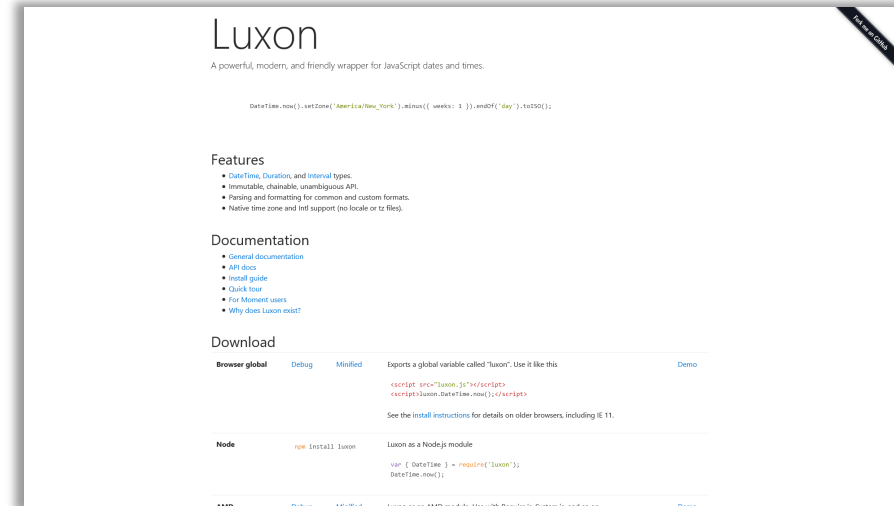 Luxon
Fork me on GitHub
A powerful, modern, and friendly wrapper for JavaScript dates and times.
DateTime.now().setZone('America/New_York').minus({ weeks: 1 }).endOf('day').toISO();
Features
DateTime, Duration, and Interval types.
Immutable, chainable, unambiguous API.
Parsing and formatting for common and custom formats.
Native time zone and Intl support (no locale or tz files).
Documentation
General documentation
API docs
Install guide
Quick tour
For Moment users
Why does Luxon exist?
Download
Browser global Debug Minified Exports a global variable called "luxon". Use it like this Demo
<script src="luxon.js"></script>
<script>luxon.DateTime.now();</script>
See the install instructions for details on older browsers, including IE 11.
Node npm install luxon Luxon as a Node.js module
var { DateTime } = require('luxon');
DateTime.now();